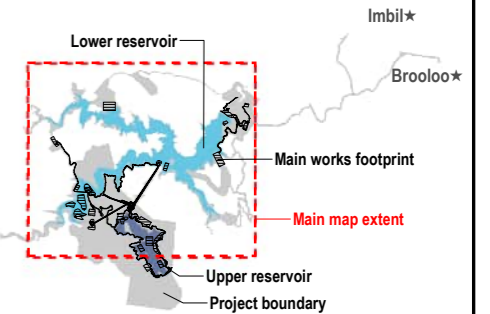 Imbil★
Lower reservoir
Brooloo★
Main works footprint
Main map extent
Upper reservoir
Project boundary